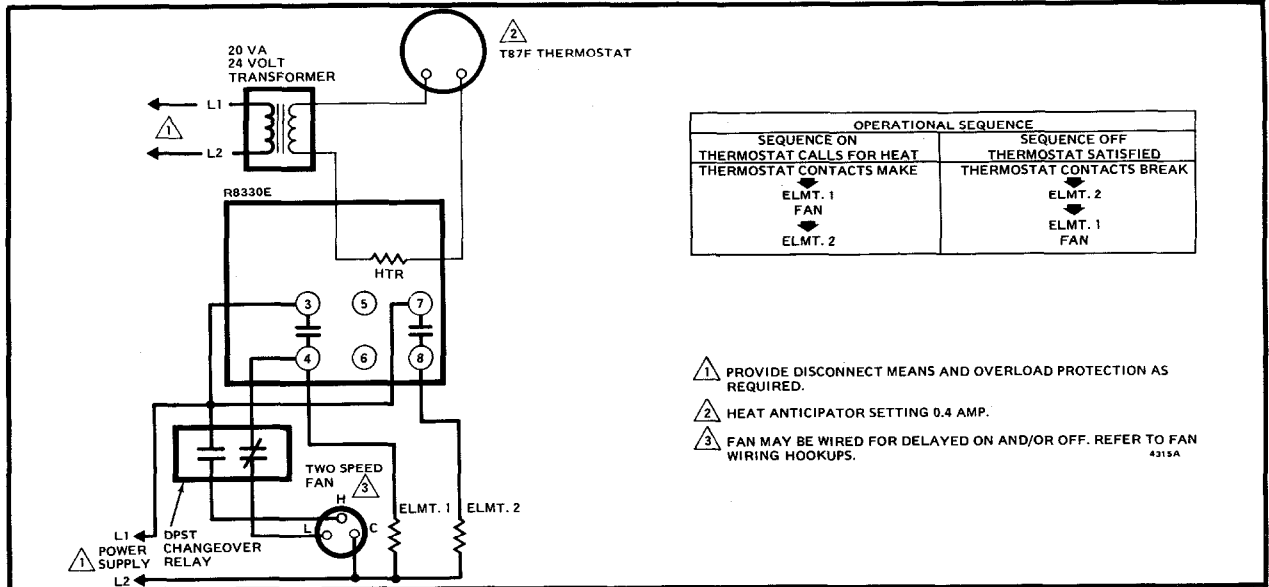 2
T87F THERMOSTAT
20 VA
24 VOLT
TRANSFORMER
L1
1
L2
R8330E
HTR
3
5
7
4
6
8
TWO SPEED
FAN
3
H
L
C
ELMT. 1
ELMT. 2
L1
DPST
CHANGEOVER
RELAY
1
POWER
SUPPLY
L2
OPERATIONAL SEQUENCE
SEQUENCE ON
THERMOSTAT CALLS FOR HEAT
SEQUENCE OFF
THERMOSTAT SATISFIED
THERMOSTAT CONTACTS MAKE
ELMT. 1
FAN
ELMT. 2
THERMOSTAT CONTACTS BREAK
ELMT. 2
ELMT. 1
FAN
1 PROVIDE DISCONNECT MEANS AND OVERLOAD PROTECTION AS
REQUIRED.
2 HEAT ANTICIPATOR SETTING 0.4 AMP.
3 FAN MAY BE WIRED FOR DELAYED ON AND/OR OFF. REFER TO FAN
WIRING HOOKUPS.
4315A